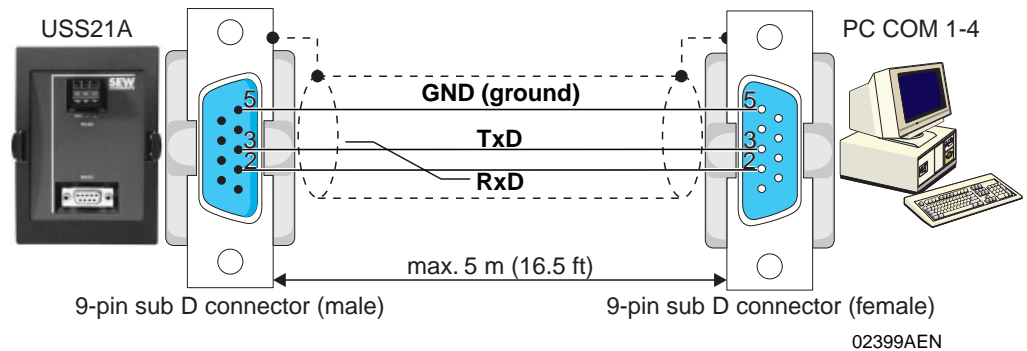 USS21A
PC COM 1-4
SEW
GND (ground)
5
5
TxD
3
3
2
2
RxD
max. 5 m (16.5 ft)
9-pin sub D connector (male)
9-pin sub D connector (female)
02399AEN